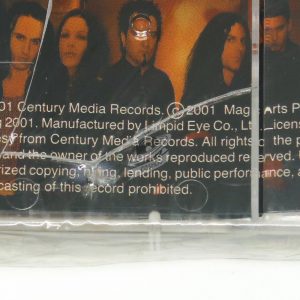 01 Century Media Records. © 2001 Magic Arts P
g 2001. Manufactured by Limpid Eye Co., Ltd. Licens
esy from Century Media Records. All rights o the p
and the owner of the works reproduced reserved. U
rized copying, hiring, lending, public performance, a
casting of this record prohibited.